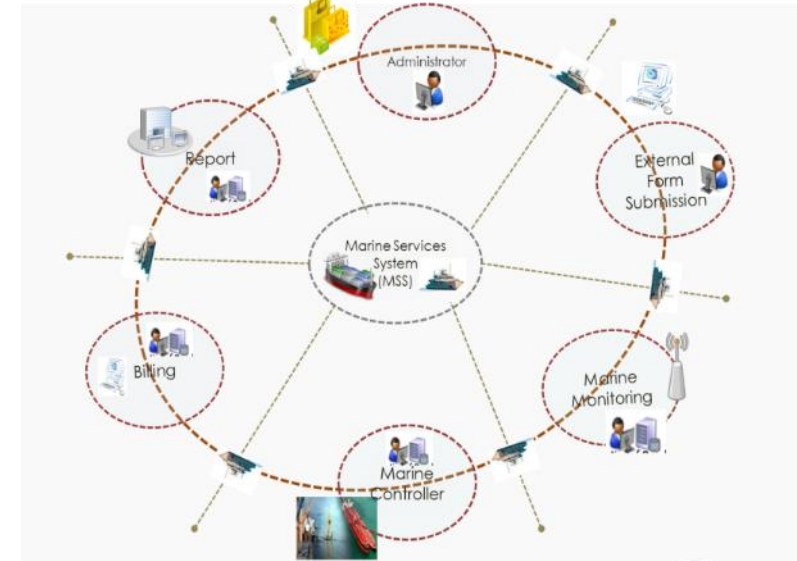 Administrator
External
Form
Submission
Marine
Monitoring
Marine
Controller
Billing
Report
Marine Services
System
(MSS)